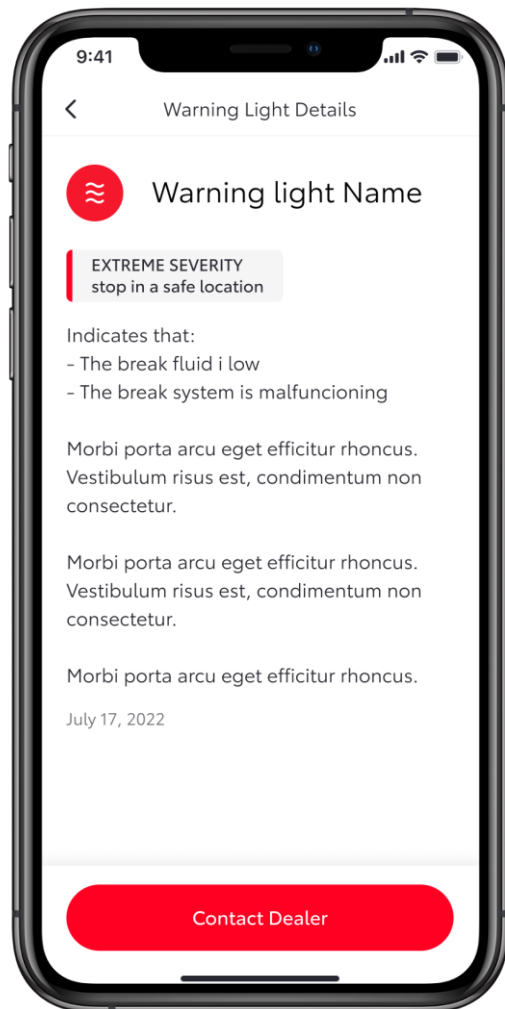 9:41
Warning Light Details
Warning light Name
EXTREME SEVERITY
stop in a safe location
Indicates that:
- The break fluid i low
- The break system is malfuncioning
Morbi porta arcu eget efficitur rhoncus.
Vestibulum risus est, condimentum non
consectetur.
Morbi porta arcu eget efficitur rhoncus.
Vestibulum risus est, condimentum non
consectetur.
Morbi porta arcu eget efficitur rhoncus.
July 17, 2022
Contact Dealer